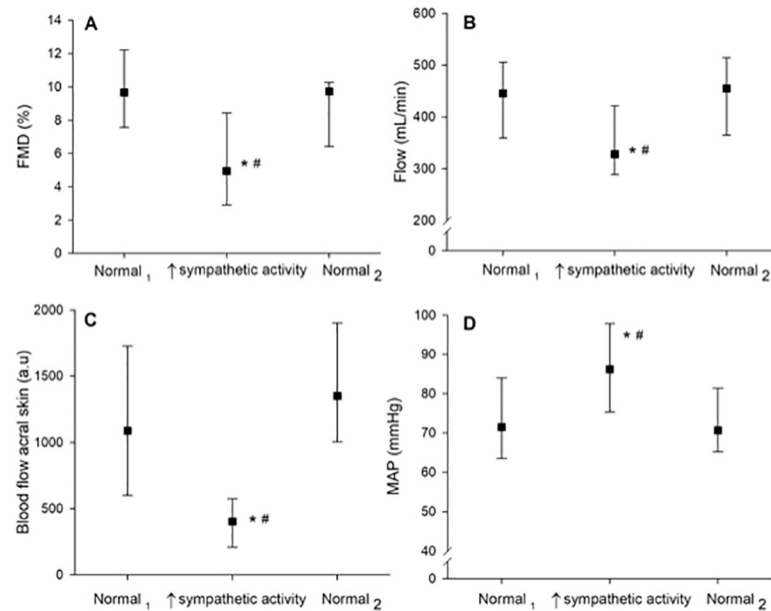 A
FMD (%)
14
12
10
8
6
4
2
0
* #
Normal 1 ↑ sympathetic activity Normal 2
B
Flow (mL/min)
600
500
400
300
200
0
* #
Normal 1 ↑ sympathetic activity Normal 2
C
Blood flow acral skin (a.u)
2000
1500
1000
500
0
* #
Normal 1 ↑ sympathetic activity Normal 2
D
MAP (mmHg)
100
90
80
70
60
50
40
0
* #
Normal 1 ↑ sympathetic activity Normal 2